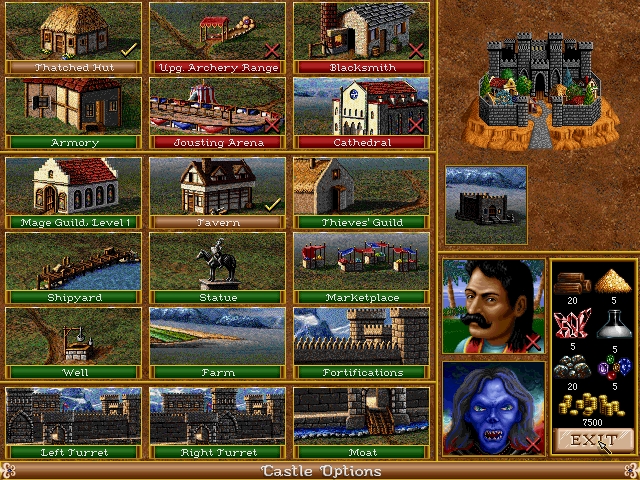 Thatched Hut
Upg. Archery Range
Blacksmith
Armory
Jousting Arena
Cathedral
Mage Guild, Level 1
Tavern
Thieves' Guild
Shipyard
Statue
Marketplace
Well
Farm
Fortifications
Left Turret
Right Turret
Moat
20 5
5 5
20 5
7500
EXIT
Castle Options